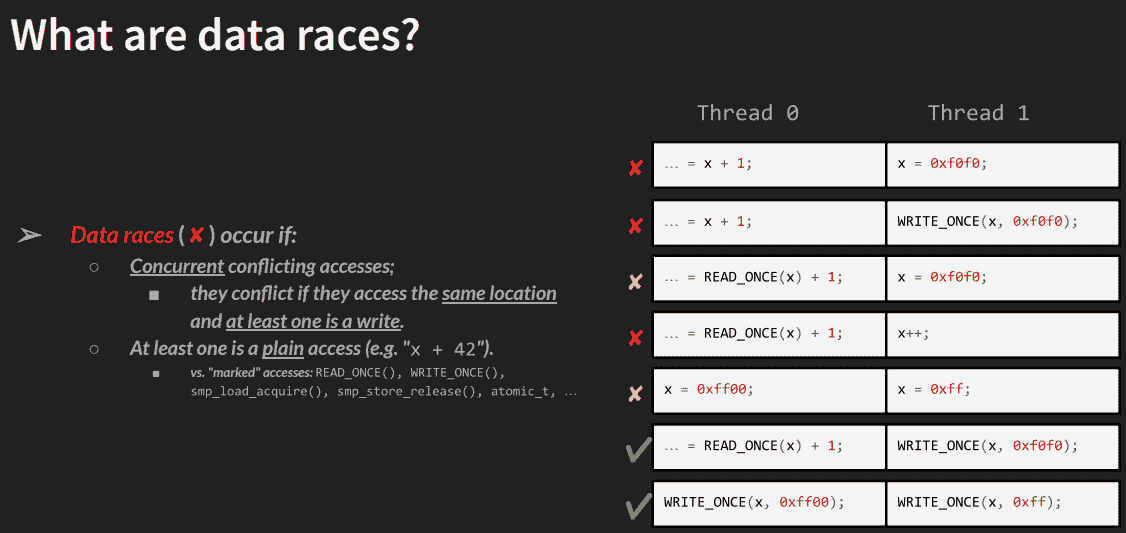 What are data races?
➢ Data races ( ✘ ) occur if:
○ Concurrent conflicting accesses;
■ they conflict if they access the same location
and at least one is a write.
○ At least one is a plain access (e.g. "x + 42").
■ vs. "marked" accesses: READ_ONCE(), WRITE_ONCE(),
smp_load_acquire(), smp_store_release(), atomic_t, …
Thread 0 Thread 1
✘ … = x + 1; x = 0xf0f0;
✘ … = x + 1; WRITE_ONCE(x, 0xf0f0);
✘ … = READ_ONCE(x) + 1; x = 0xf0f0;
✘ … = READ_ONCE(x) + 1; x++;
✘ x = 0xff00; x = 0xff;
✔ … = READ_ONCE(x) + 1; WRITE_ONCE(x, 0xf0f0);
✔ WRITE_ONCE(x, 0xff00); WRITE_ONCE(x, 0xff);